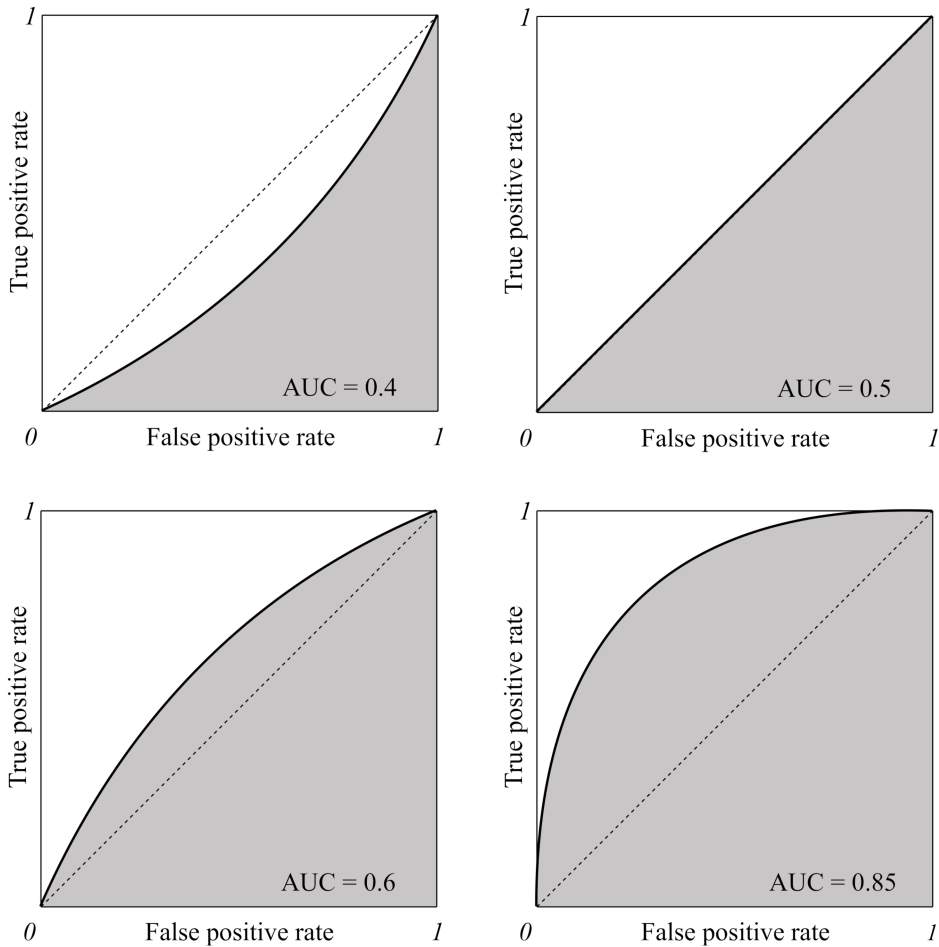 1
True positive rate
AUC = 0.4
0
False positive rate
1
1
True positive rate
AUC = 0.5
0
False positive rate
1
1
True positive rate
AUC = 0.6
0
False positive rate
1
1
True positive rate
AUC = 0.85
0
False positive rate
1